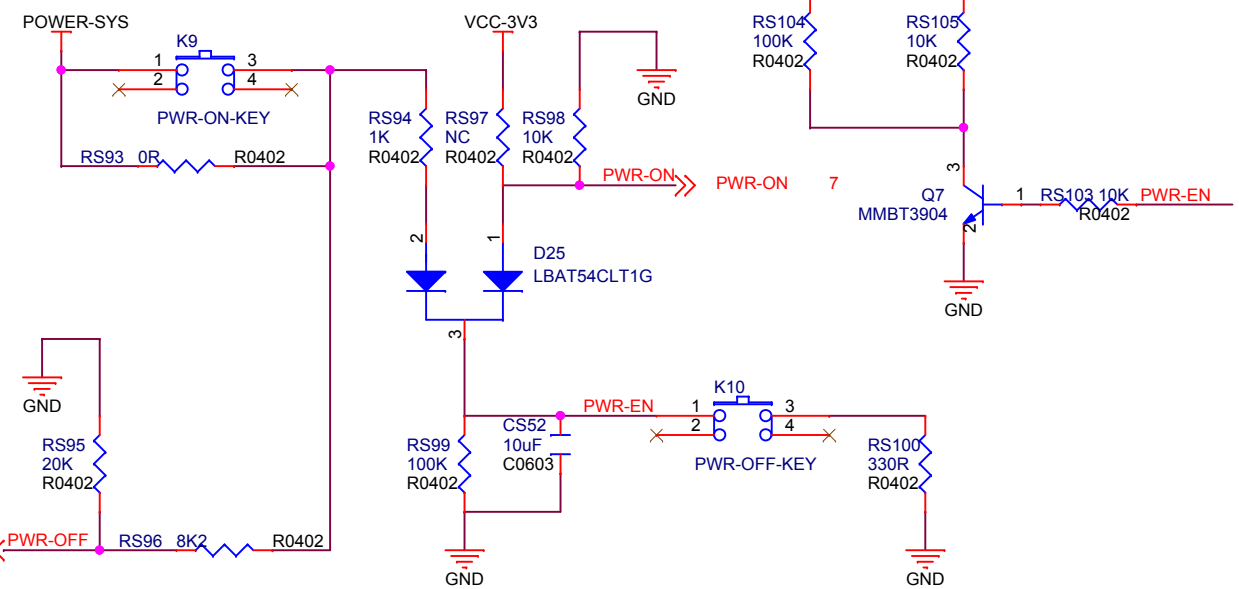 POWER-SYS
K9
1
3
2
4
PWR-ON-KEY
RS93 0R R0402
VCC-3V3
GND
RS94
1K
R0402
RS97
NC
R0402
RS98
10K
R0402
PWR-ON
PWR-ON 7
RS104
100K
R0402
RS105
10K
R0402
3
Q7
MMBT3904
1
2
RS103 10K
R0402
PWR-EN
GND
2
1
D25
LBAT54CLT1G
3
GND
RS95
20K
R0402
PWR-OFF
RS96 8K2 R0402
RS99
100K
R0402
CS52
10uF
C0603
GND
PWR-EN
K10
1
3
2
4
PWR-OFF-KEY
RS100
330R
R0402
GND